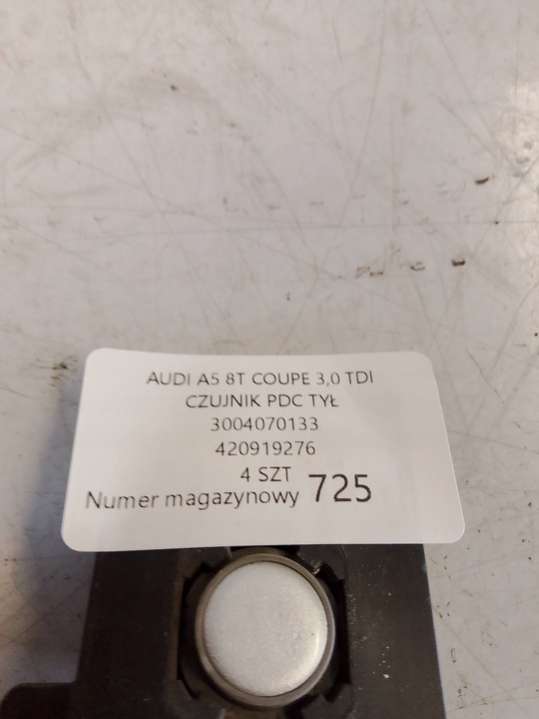 AUDI A5 8T COUPE 3,0 TDI
CZUJNIK PDC TYŁ
3004070133
420919276
4 SZT
Numer magazynowy 725